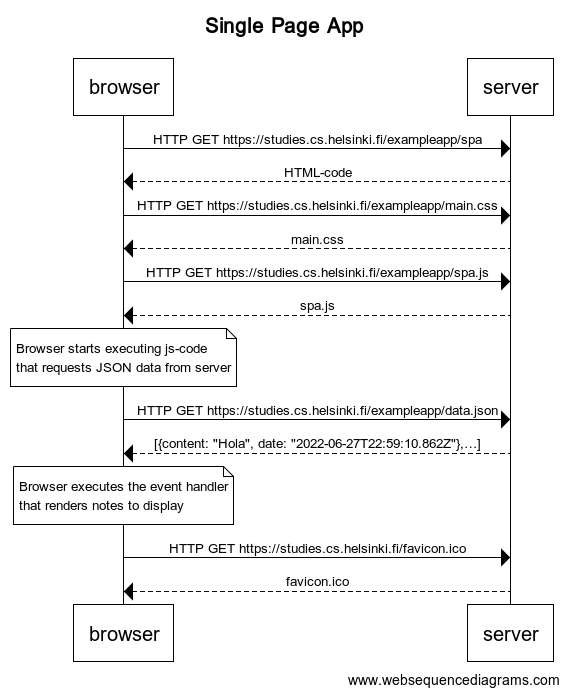 Single Page App
browser
server
HTTP GET https://studies.cs.helsinki.fi/exampleapp/spa
HTML-code
HTTP GET https://studies.cs.helsinki.fi/exampleapp/main.css
main.css
HTTP GET https://studies.cs.helsinki.fi/exampleapp/spa.js
spa.js
Browser starts executing js-code
that requests JSON data from server
HTTP GET https://studies.cs.helsinki.fi/exampleapp/data.json
[{content: "Hola", date: "2022-06-27T22:59:10.862Z"},…]
Browser executes the event handler
that renders notes to display
HTTP GET https://studies.cs.helsinki.fi/favicon.ico
favicon.ico
browser
server
www.websequencediagrams.com